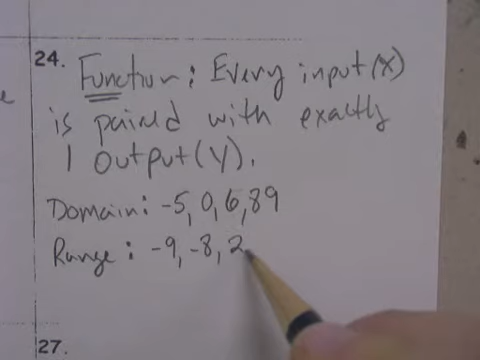 24.
Function: Every input(x)
e
is paired with exactly
1 output(y).
Domain: -5, 0, 6, 89
Range: -9, -8, 2
27.